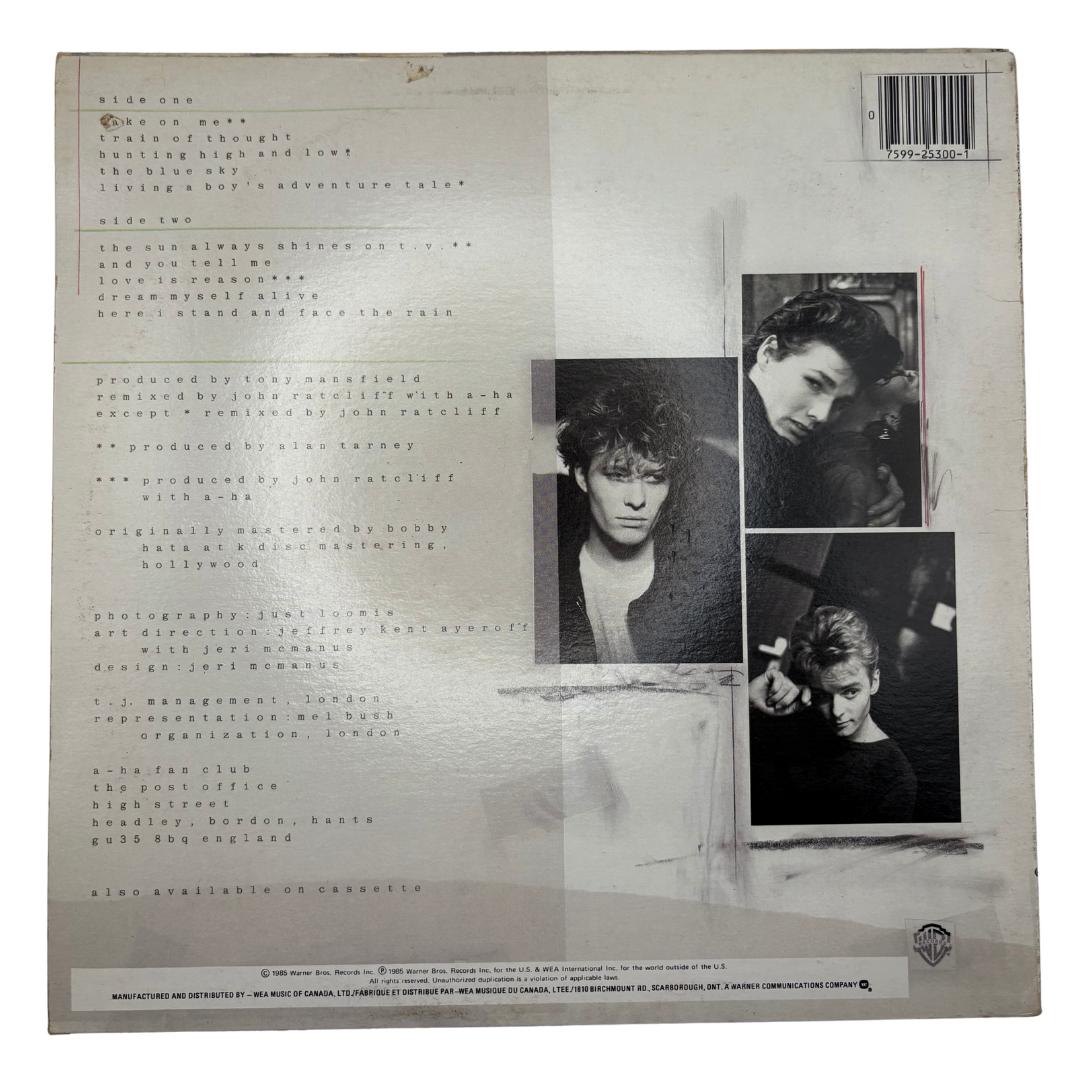 side one
ake on me**
train of thought
hunting high and low*
the blue sky
living a boy's adventure tale*
side two
the sun always shines on t.v.**
and you tell me
love is reason***
dream myself alive
here i stand and face the rain
produced by tony mansfield
remixed by john ratcliff with a-ha
except * remixed by john ratcliff
** produced by alan tarney
*** produced by john ratcliff
with a-ha
originally mastered by bobby
hata at k disc mastering,
hollywood
photography:just loomis
art direction:jeffrey kent ayeroff
with jeri mcmanus
design:jeri mcmanus
t.j. management, london
representation:mel bush
organization, london
a-ha fan club
the post office
high street
headley, bordon, hants
gu35 8bq england
also available on cassette
0
7599-25300-1
© 1985 Warner Bros. Records Inc. ℗ 1985 Warner Bros. Records Inc. for the U.S. & WEA International Inc. for the world outside of the U.S.
All rights reserved. Unauthorized duplication is a violation of applicable laws.
MANUFACTURED AND DISTRIBUTED BY – WEA MUSIC OF CANADA, LTD./FABRIQUÉ ET DISTRIBUE PAR–WEA MUSIQUE DU CANADA, LTEE./1810 BIRCHMOUNT RD., SCARBOROUGH, ONT. A WARNER COMMUNICATIONS COMPANY